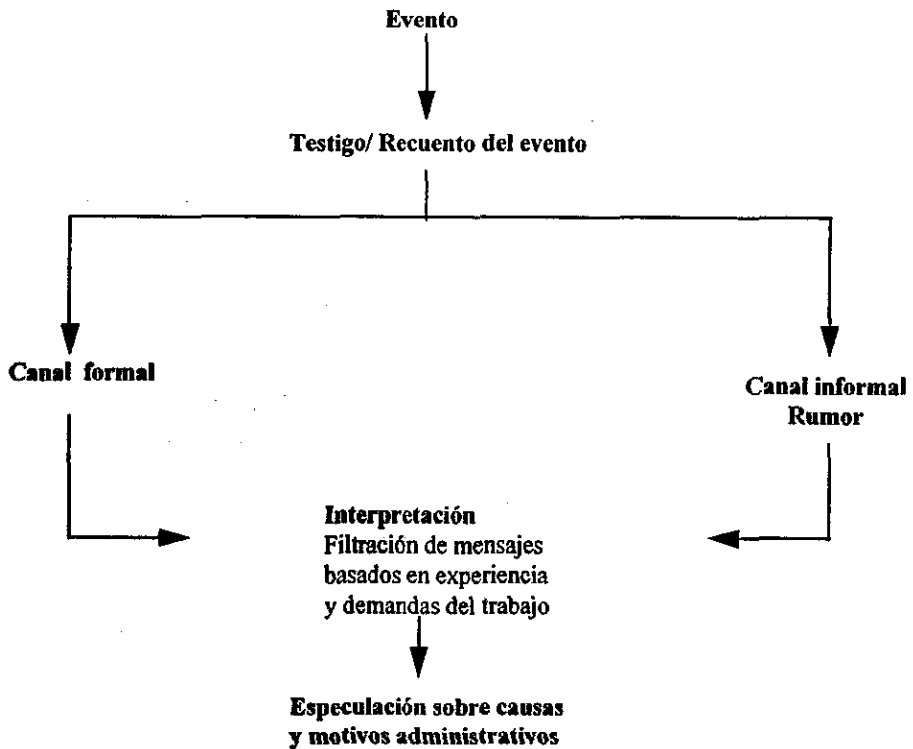 Evento
Testigo/ Recuento del evento
Canal formal
Canal informal
Rumor
Interpretación
Filtración de mensajes
basados en experiencia
y demandas del trabajo
Especulación sobre causas
y motivos administrativos